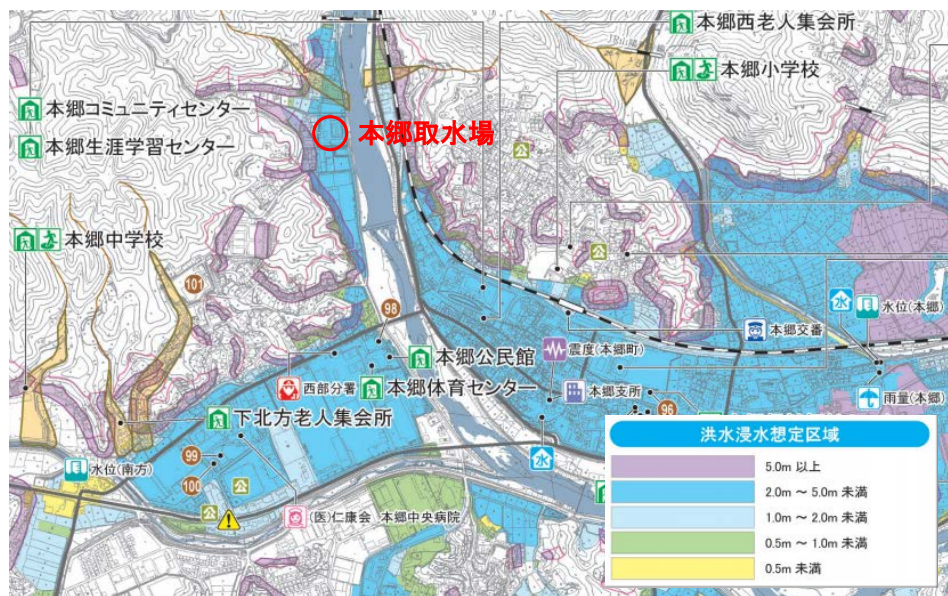 本郷西老人集会所
本郷小学校
本郷コミュニティセンター
本郷取水場
本郷生涯学習センター
公
本郷中学校
公
101
水
水位(本郷)
98
本郷交番
本郷公民館
震度(本郷町)
西部分署
本郷体育センター
本郷支所
雨量(本郷)
下北方老人集会所
96
99
水
水位(南方)
100
公
公
(医)仁康会 本郷中央病院
洪水浸水想定区域
5.0m 以上
2.0m ～ 5.0m 未満
1.0m ～ 2.0m 未満
0.5m ～ 1.0m 未満
0.5m 未満